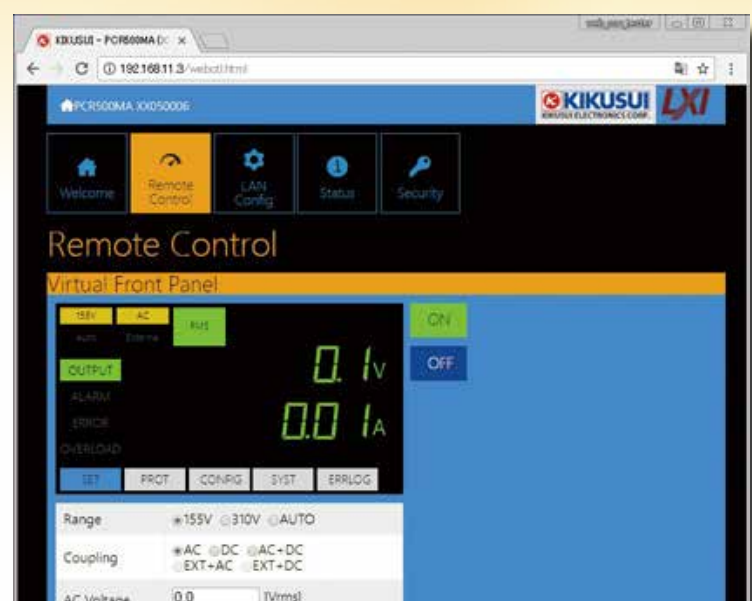 KIKUSUI - PCR500MA DC ×
192.168.11.3/webctl.html
PCR500MA XX050006
KIKUSUI LXI
KIKUSUI ELECTRONICS CORP.
Welcome
Remote Control
LAN Config
Status
Security
Remote Control
Virtual Front Panel
155V AC RMS ON
Auto External
0.1V OFF
OUTPUT
ALARM
0.01A
ERROR
OVERLOAD
SET PROT CONFIG SYST ERRLOG
Range 155V 310V AUTO
Coupling AC DC AC+DC
EXT+AC EXT+DC
AC Voltage 0.0 [Vrms]